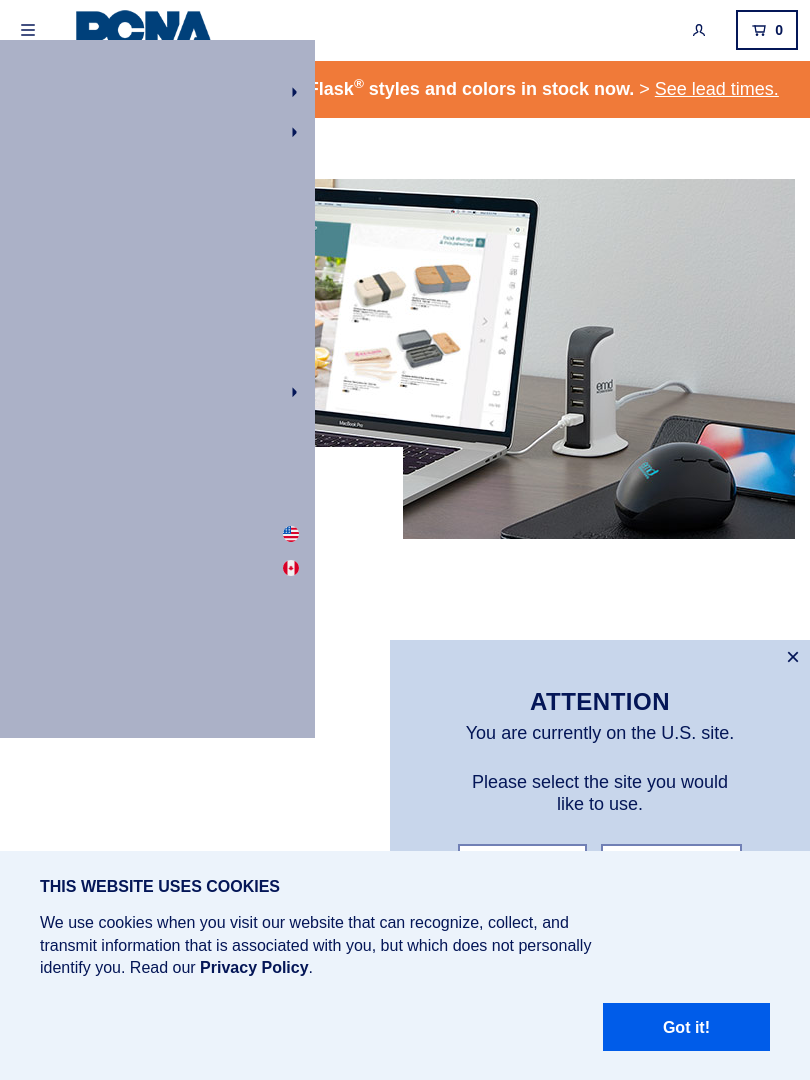 PCNA
0
Flask® styles and colors in stock now. > See lead times.
MacBook Pro
emd
ATTENTION
You are currently on the U.S. site.
Please select the site you would
like to use.
THIS WEBSITE USES COOKIES
We use cookies when you visit our website that can recognize, collect, and
transmit information that is associated with you, but which does not personally
identify you. Read our Privacy Policy.
Got it!